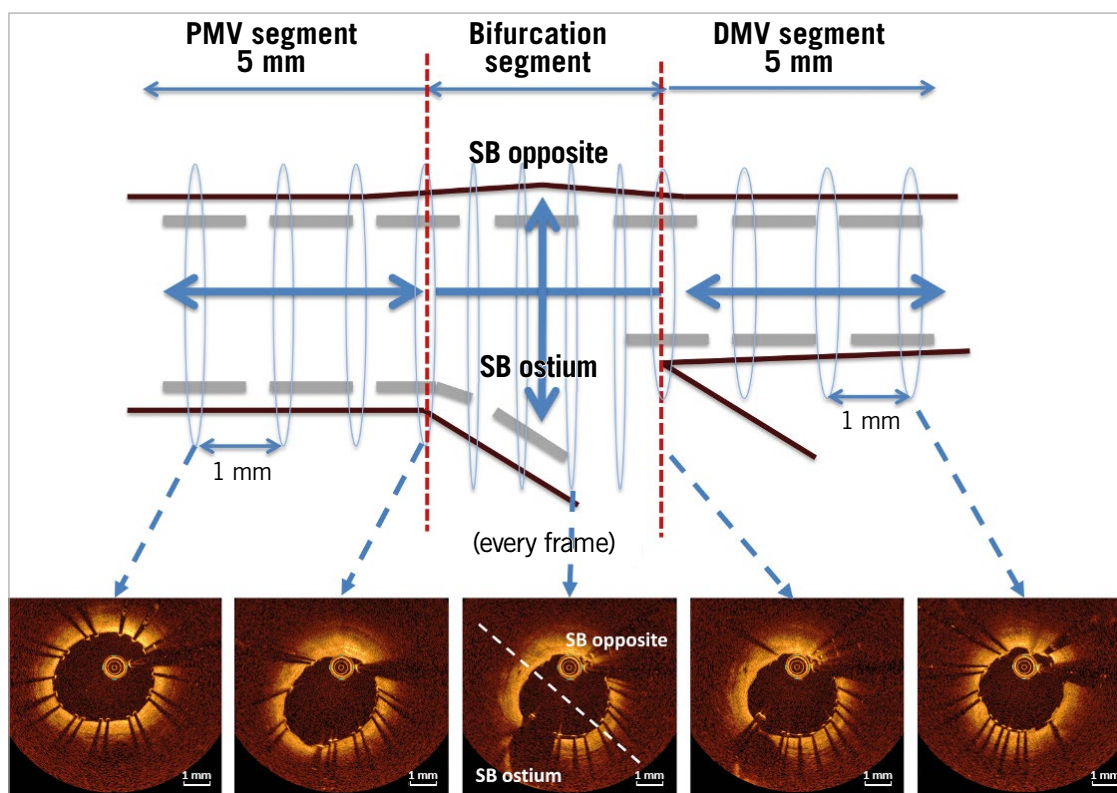 PMV segment
5 mm
Bifurcation
segment
DMV segment
5 mm
SB opposite
SB ostium
1 mm
1 mm
(every frame)
SB opposite
SB ostium
1 mm
1 mm
1 mm
1 mm
1 mm